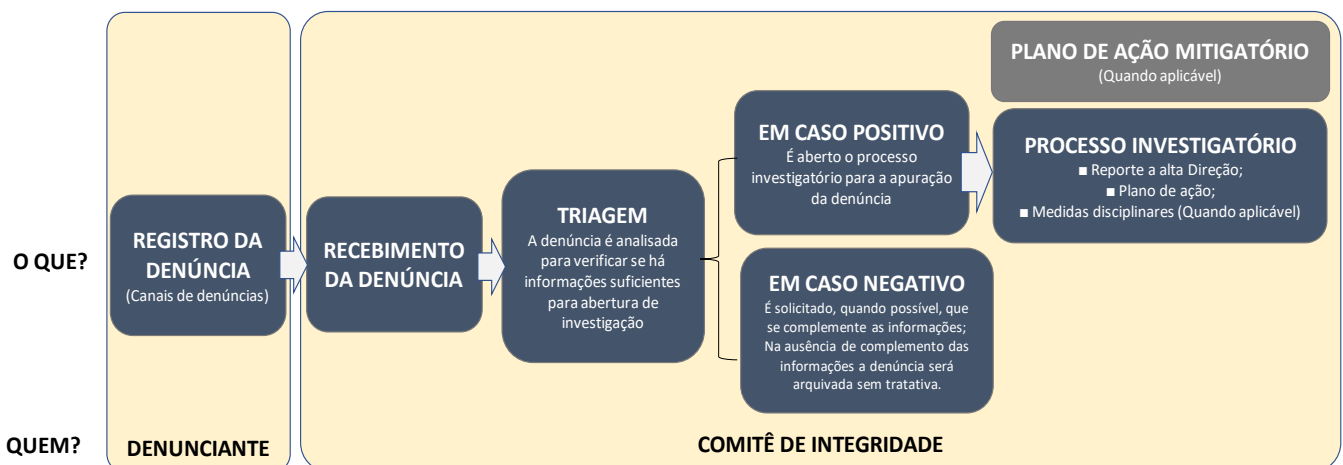 O QUE?
REGISTRO DA
DENÚNCIA
(Canais de denúncias)
RECEBIMENTO
DA DENÚNCIA
TRIAGEM
A denúncia é analisada
para verificar se há
informações suficientes
para abertura de
investigação
EM CASO POSITIVO
É aberto o processo
investigatório para a apuração
da denúncia
EM CASO NEGATIVO
É solicitado, quando possível, que
se complemente as informações;
Na ausência de complemento das
informações a denúncia será
arquivada sem tratativa.
PLANO DE AÇÃO MITIGATÓRIO
(Quando aplicável)
PROCESSO INVESTIGATÓRIO
■ Reporte a alta Direção;
■ Plano de ação;
■ Medidas disciplinares (Quando aplicável)
QUEM?
DENUNCIANTE
COMITÊ DE INTEGRIDADE